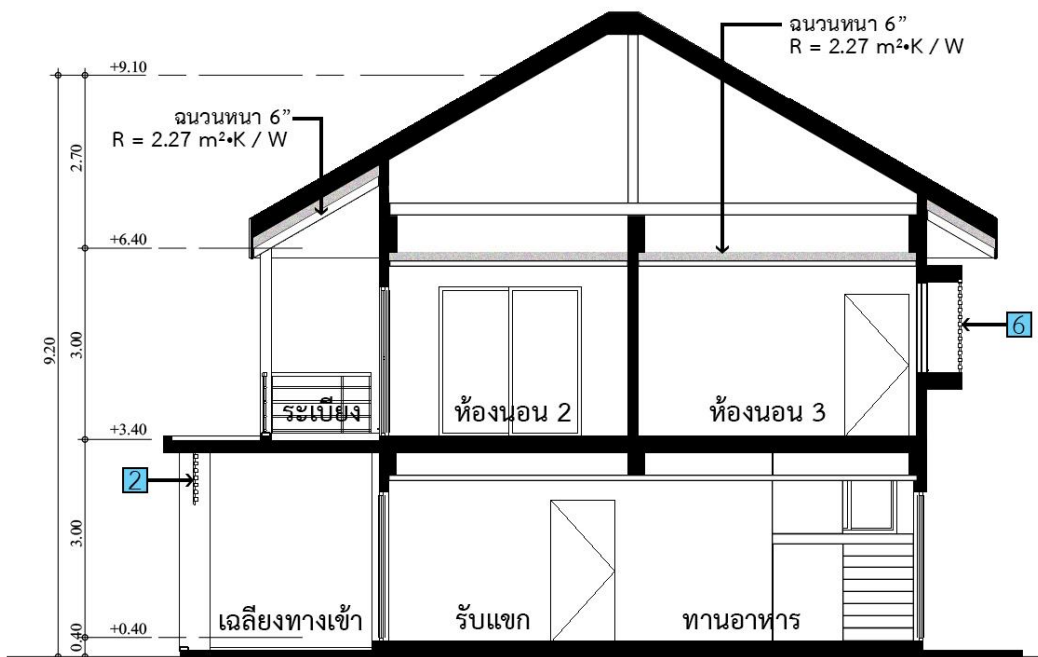 ฉนวนหนา 6”
R = 2.27 m²•K / W
+9.10
ฉนวนหนา 6”
R = 2.27 m²•K / W
2.70
+6.40
9.20
3.00
6
ระเบียง
ห้องนอน 2
ห้องนอน 3
+3.40
2
3.00
เฉลียงทางเข้า
รับแขก
ทานอาหาร
+0.40
0.40